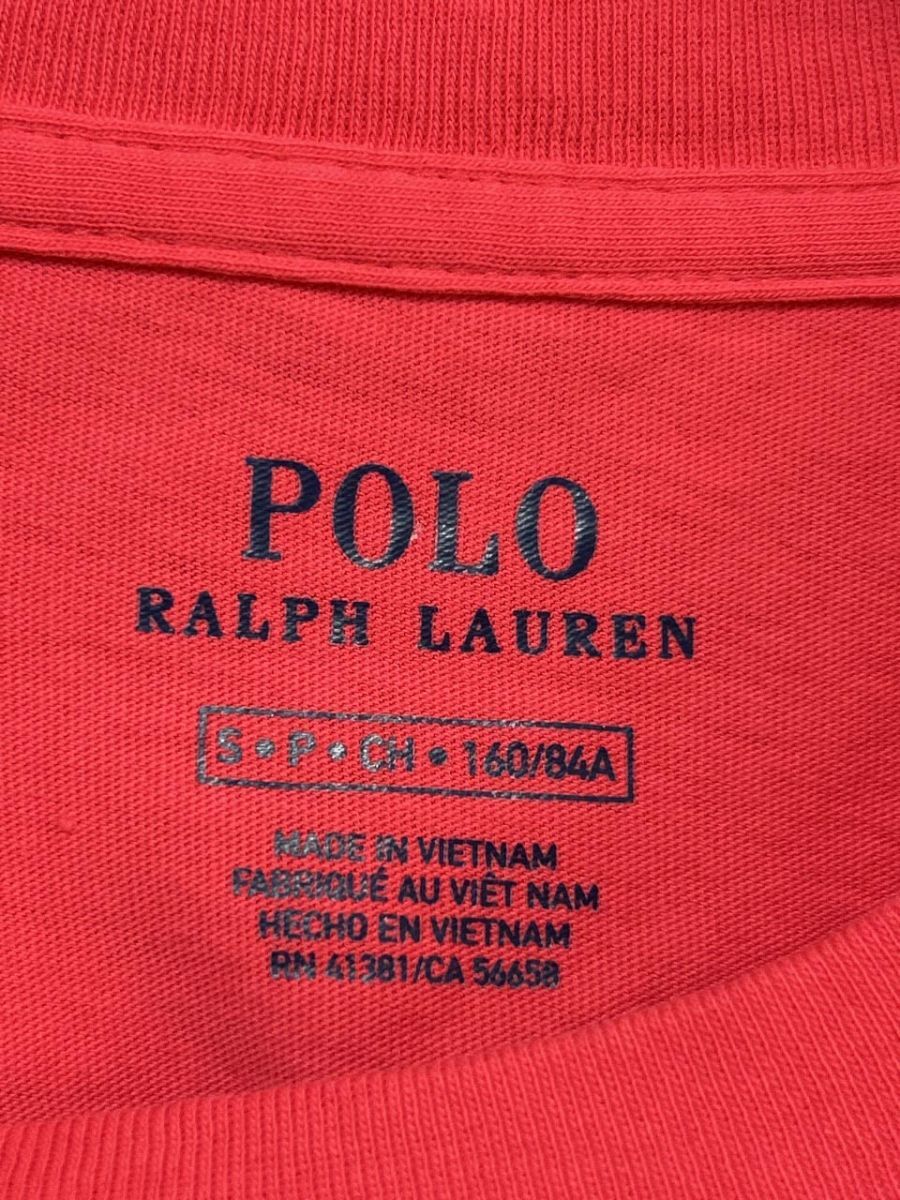 POLO
RALPH LAUREN
S • P • CH • 160/84A
MADE IN VIETNAM
FABRIQUÉ AU VIÊT NAM
HECHO EN VIETNAM
RN 41381/CA 56658